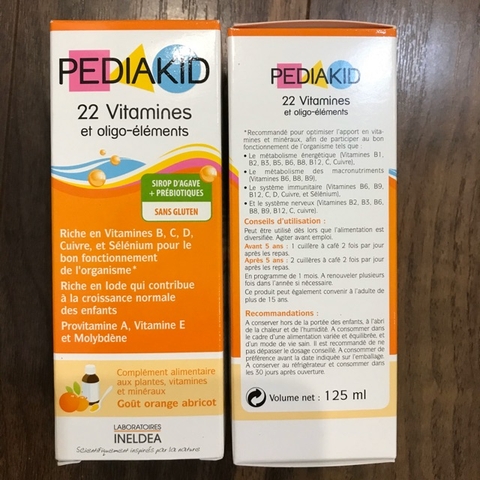 PEDIAKID
22 Vitamines
et oligo-éléments
SIROP D'AGAVE
+ PRÉBIOTIQUES
SANS GLUTEN
Riche en Vitamines B, C, D,
Cuivre, et Sélénium pour le
bon fonctionnement
de l'organisme*
Riche en Iode qui contribue
à la croissance normale
des enfants
Provitamine A, Vitamine E
et Molybdène
Complément alimentaire
aux plantes, vitamines
et minéraux
Goût orange abricot
LABORATOIRES
INELDEA
Scientifiquement inspirés par la nature
PEDIAKID
22 Vitamines
et oligo-éléments
*Recommandé pour optimiser l'apport en vita-
mines et minéraux, afin de participer au bon
fonctionnement de l'organisme tels que :
• Le métabolisme énergétique (Vitamines B1,
B2, B3, B5, B6, B8, B12, C, Cuivre)
• Le métabolisme des macronutriments
(Vitamines B6, B8, B9),
• Le système immunitaire (Vitamines B6, B9,
B12, C, D, Cuivre, et Sélénium),
• Et le système nerveux (Vitamines B2, B3, B6,
B8, B9, B12, C, cuivre).
Conseils d'utilisation :
Peut être utilisé dès lors que l'alimentation est
diversifiée. Agiter avant emploi.
Avant 5 ans : 1 cuillère à café 2 fois par jour
après les repas.
Après 5 ans : 2 cuillères à café 2 fois par jour
après les repas.
En programme de 1 mois. A renouveler plusieurs
fois dans l'année si nécessaire.
Ce produit peut également convenir à l'adulte de
plus de 15 ans.
Recommandations :
A conserver hors de la portée des enfants, à l'abri
de la chaleur et de l'humidité. A consommer dans
le cadre d'une alimentation variée et équilibrée, et
d'un mode de vie sain. Il est recommandé de ne
pas dépasser le dosage conseillé. A consommer de
préférence avant la date indiquée sur l'emballage.
A conserver au réfrigérateur et consommer dans
les 30 jours après ouverture
Volume net : 125 ml